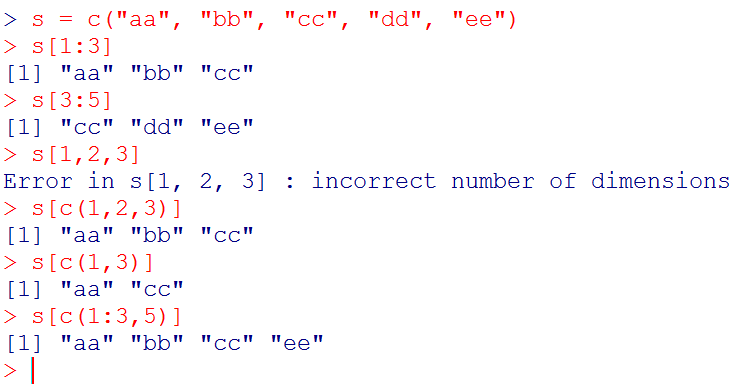 > s = c("aa", "bb", "cc", "dd", "ee")
> s[1:3]
[1] "aa" "bb" "cc"
> s[3:5]
[1] "cc" "dd" "ee"
> s[1,2,3]
Error in s[1, 2, 3] : incorrect number of dimensions
> s[c(1,2,3)]
[1] "aa" "bb" "cc"
> s[c(1,3)]
[1] "aa" "cc"
> s[c(1:3,5)]
[1] "aa" "bb" "cc" "ee"
>